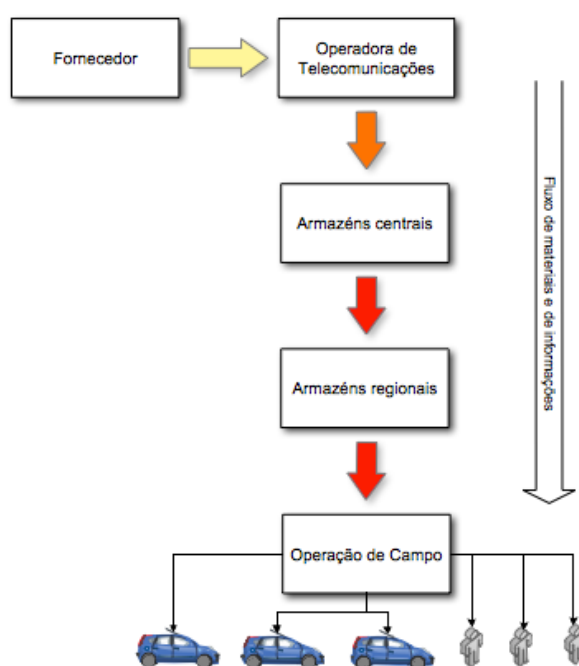 Fornecedor
Operadora de
Telecomunicações
Armazéns centrais
Armazéns regionais
Operação de Campo
Fluxo de materiais e de informações